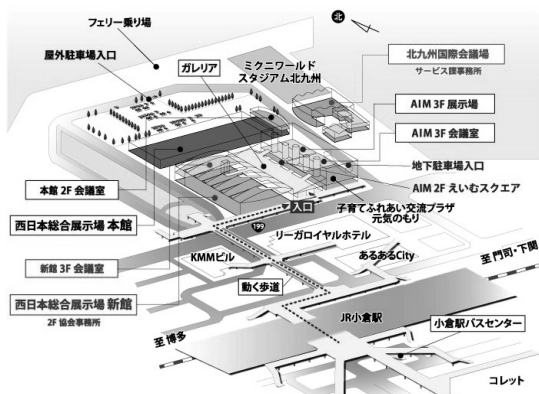 北
フェリー乗り場
屋外駐車場入口
ガレリア
ミクニワールド
スタジアム北九州
北九州国際会議場
サービス課事務所
AIM 3F 展示場
AIM 3F 会議室
地下駐車場入口
AIM 2F えいむスクエア
本館 2F 会議室
入口
子育てふれあい交流プラザ
元気のもり
西日本総合展示場 本館
199
リーガロイヤルホテル
新館 3F 会議室
KMMビル
あるあるCity
至 門司・下関
西日本総合展示場 新館
2F 協会事務所
動く歩道
至 博多
JR小倉駅
小倉駅バスセンター
コレット